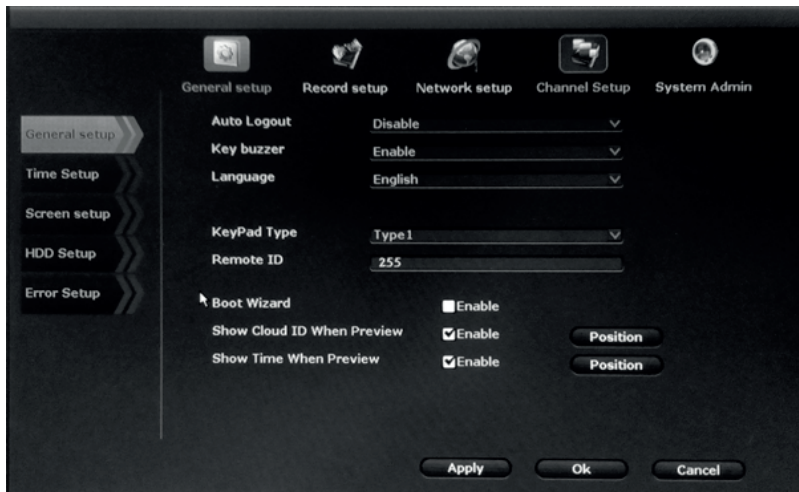 General setup Record setup Network setup Channel Setup System Admin
General setup
Time Setup
Screen setup
HDD Setup
Error Setup
Auto Logout Disable
Key buzzer Enable
Language English
KeyPad Type Type1
Remote ID 255
Boot Wizard Enable
Show Cloud ID When Preview Enable Position
Show Time When Preview Enable Position
Apply Ok Cancel